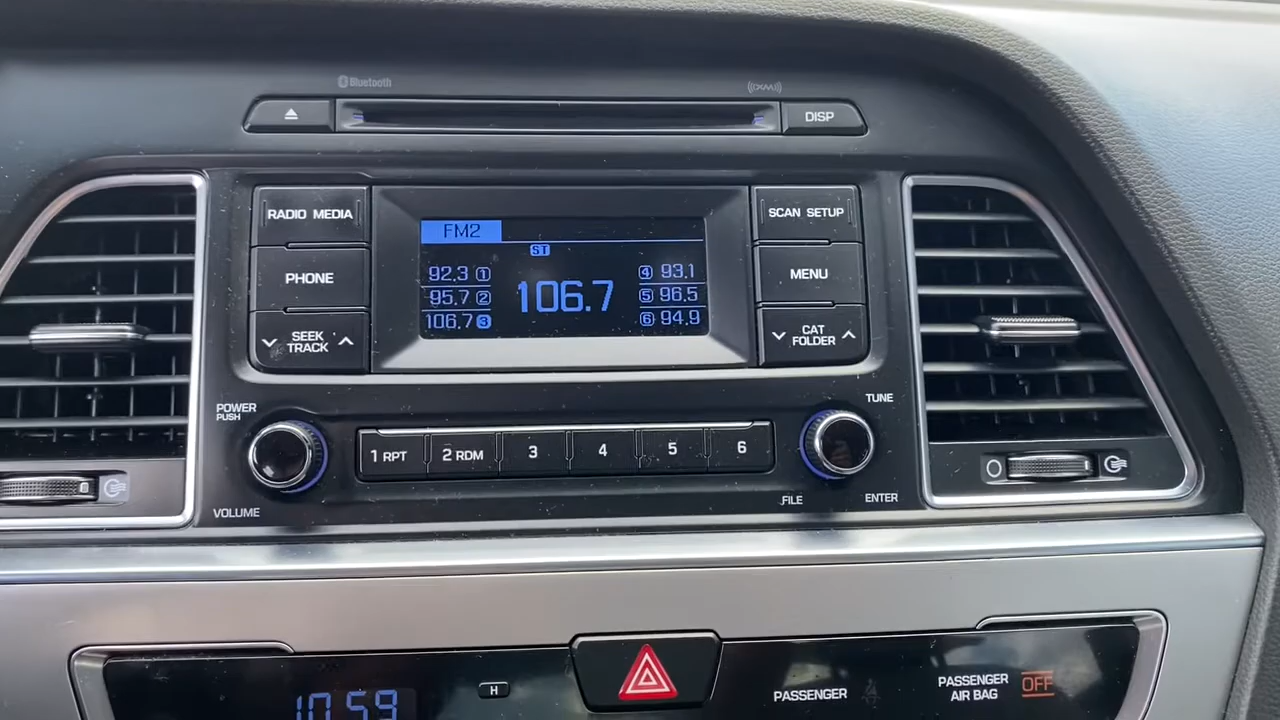 Bluetooth
((XM))
DISP
RADIO MEDIA
PHONE
SEEK
TRACK
FM2
ST
92.3 1
95.7 2
106.7 3
106.7
4 93.1
5 96.5
6 94.9
SCAN SETUP
MENU
CAT
FOLDER
POWER
PUSH
VOLUME
1 RPT
2 RDM
3
4
5
6
TUNE
FILE
ENTER
10:59
H
PASSENGER
PASSENGER
AIR BAG
OFF